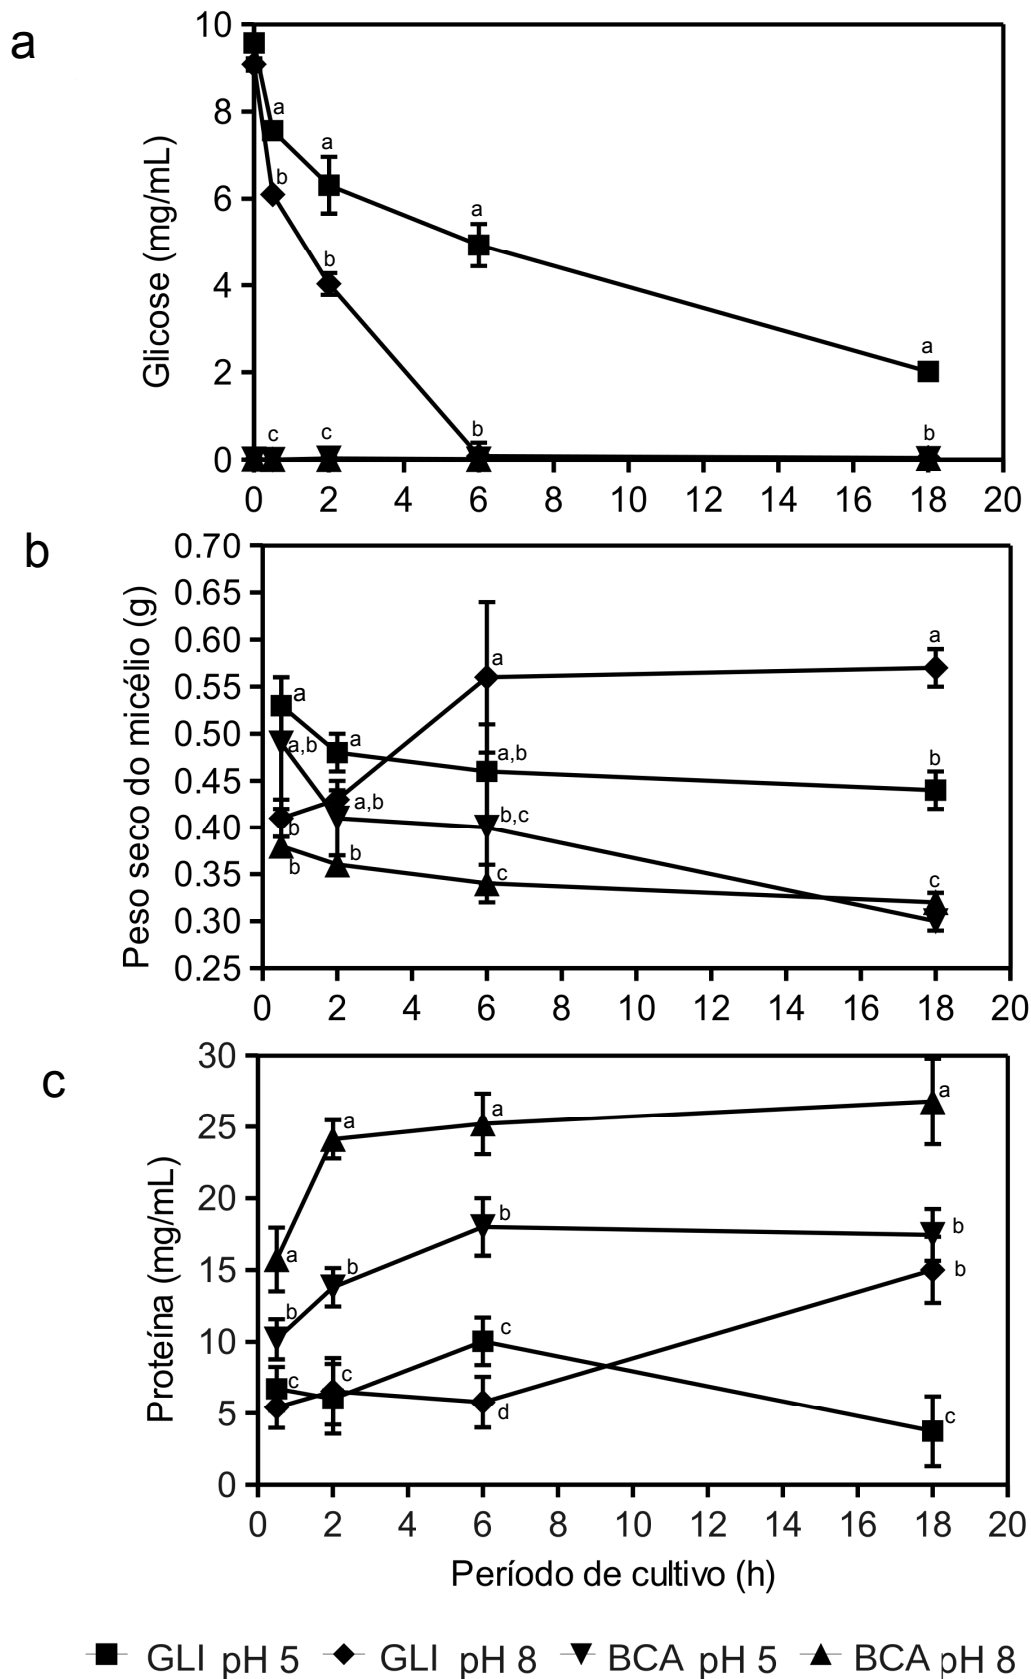 a
Glicose (mg/mL)
10
8
6
4
2
0
a
b
a
b
a
b
a
b
c
c
0 2 4 6 8 10 12 14 16 18 20
b
Peso seco do micélio (g)
0.70
0.65
0.60
0.55
0.50
0.45
0.40
0.35
0.30
0.25
a
a,b
b
b
a
a,b
b
a
a,b
b,c
c
a
b
c
0 2 4 6 8 10 12 14 16 18 20
c
Proteína (mg/mL)
30
25
20
15
10
5
0
a
b
c
a
b
c
a
b
c
d
a
b
b
c
0 2 4 6 8 10 12 14 16 18 20
Período de cultivo (h)
GLI pH 5 GLI pH 8 BCA pH 5 BCA pH 8